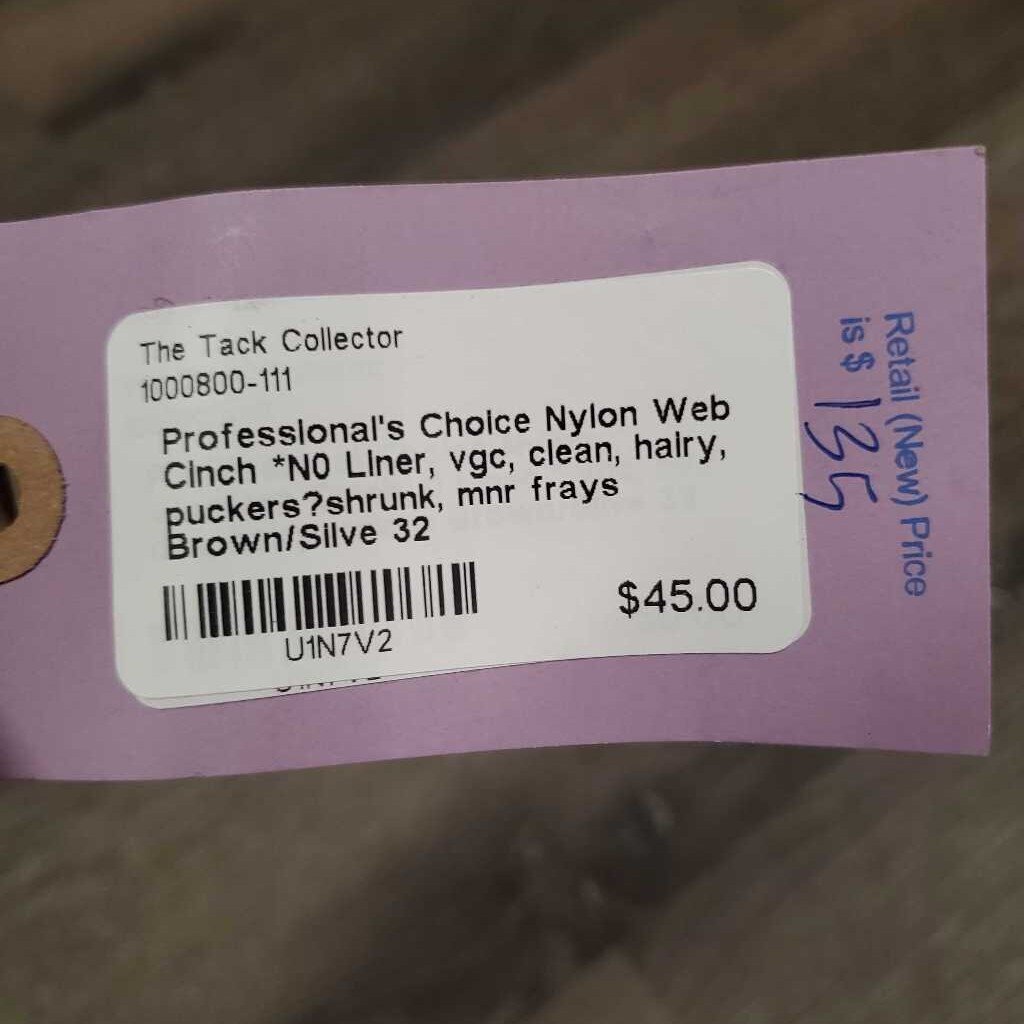 The Tack Collector
1000800-111
Professional's Choice Nylon Web
Cinch *NO Liner, vgc, clean, hairy,
puckers?shrunk, mnr frays
Brown/Silve 32
U1N7V2
$45.00
Retail (New) Price
is $ 135